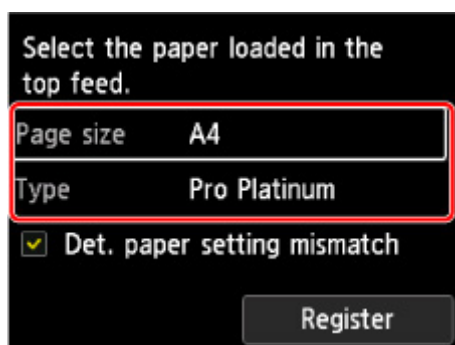 Select the paper loaded in the
top feed.
Page size A4
Type Pro Platinum
Det. paper setting mismatch
Register